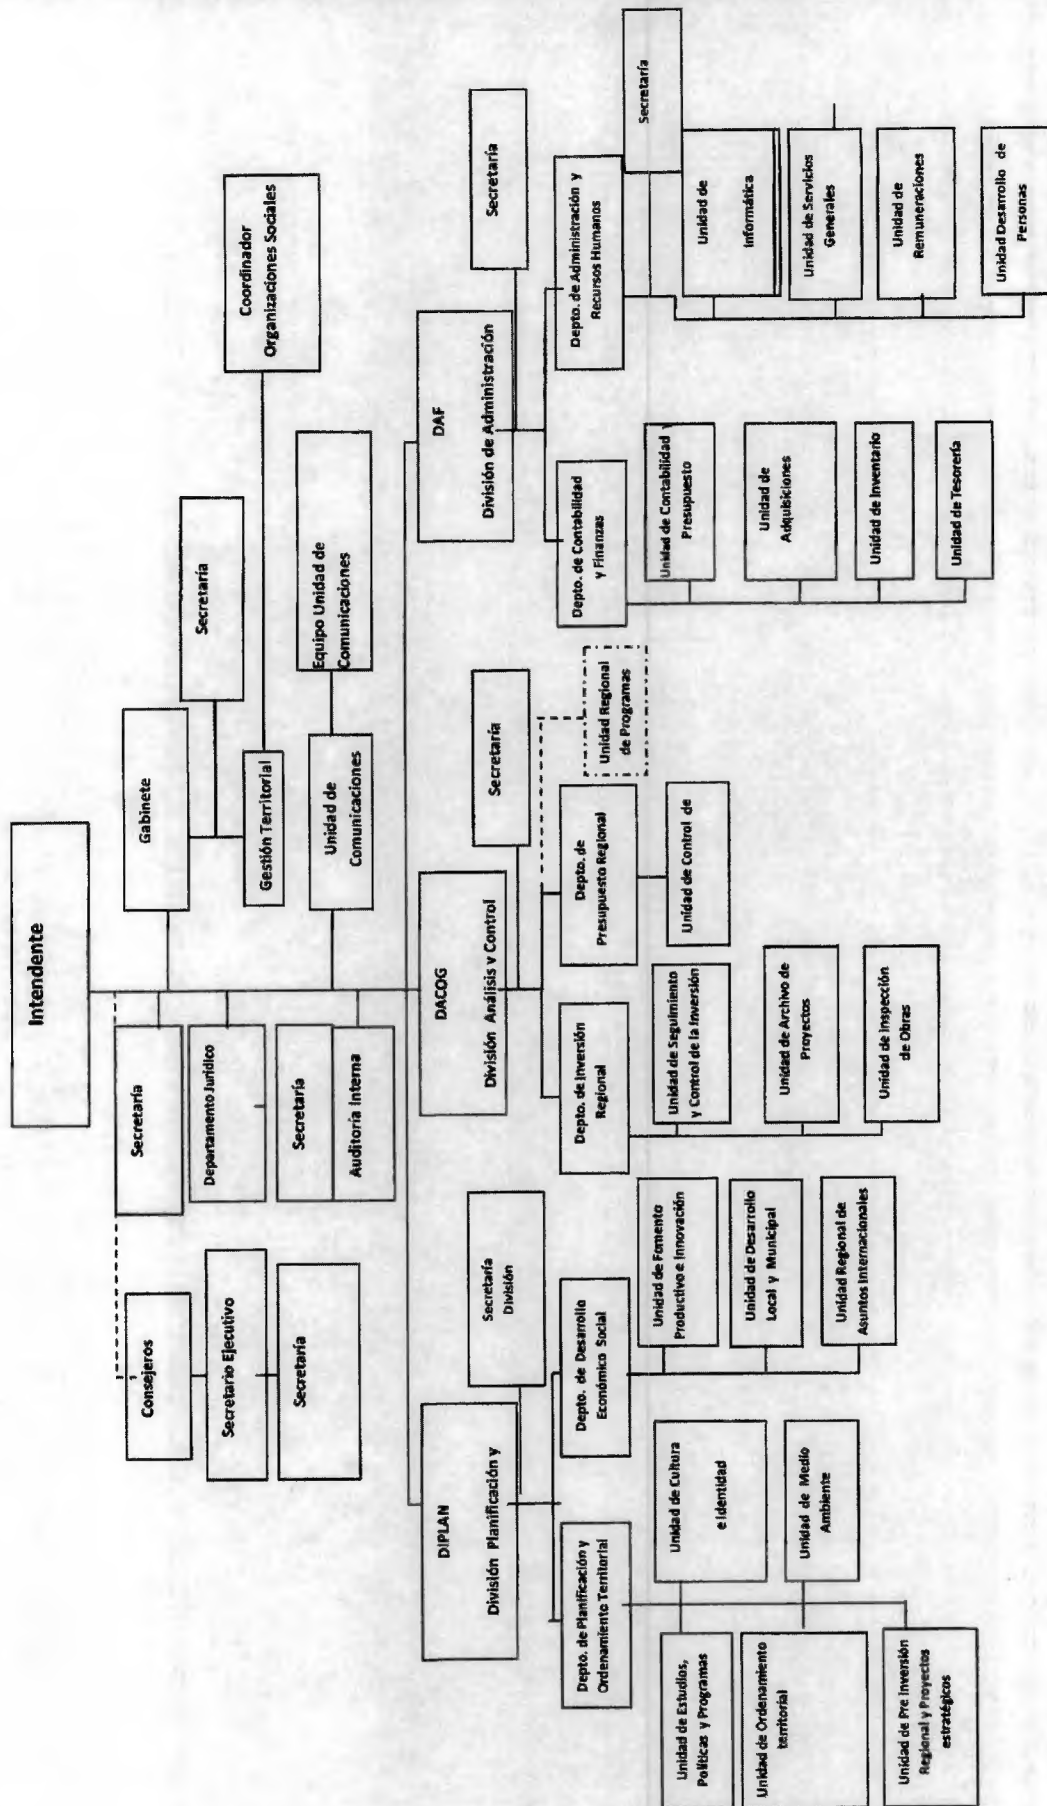 Intendente
Consejeros
Secretario Ejecutivo
Secretaría
Secretaría
Departamento Jurídico
Secretaría
Auditoría Interna
Gabinete
Secretaría
Gestión Territorial
Coordinador
Organizaciones Sociales
Unidad de
Comunicaciones
Equipo Unidad de
Comunicaciones
DIPLAN
División Planificación y
Secretaría
División
Depto. de Planificación y
Ordenamiento Territorial
Unidad de Estudios,
Políticas y Programas
Unidad de Cultura
e Identidad
Unidad de Ordenamiento
territorial
Unidad de Medio
Ambiente
Unidad de Pre Inversión
Regional y Proyectos
estratégicos
Depto. de Desarrollo
Económico Social
Unidad de Fomento
Productivo e Innovación
Unidad de Desarrollo
Local y Municipal
Unidad Regional de
Asuntos Internacionales
DACOG
División Análisis y Control
Secretaría
Depto. de Inversión
Regional
Unidad de Seguimiento
y Control de la Inversión
Unidad de Archivo de
Proyectos
Unidad de Inspección
de Obras
Depto. de
Presupuesto Regional
Unidad de Control de
Unidad Regional
de Programas
DAF
División de Administración
Secretaría
Depto. de Contabilidad
y Finanzas
Unidad de Contabilidad y
Presupuesto
Unidad de
Adquisiciones
Unidad de Inventario
Unidad de Tesorería
Depto. de Administración y
Recursos Humanos
Secretaría
Unidad de
Informática
Unidad de Servicios
Generales
Unidad de
Remuneraciones
Unidad Desarrollo de
Personas